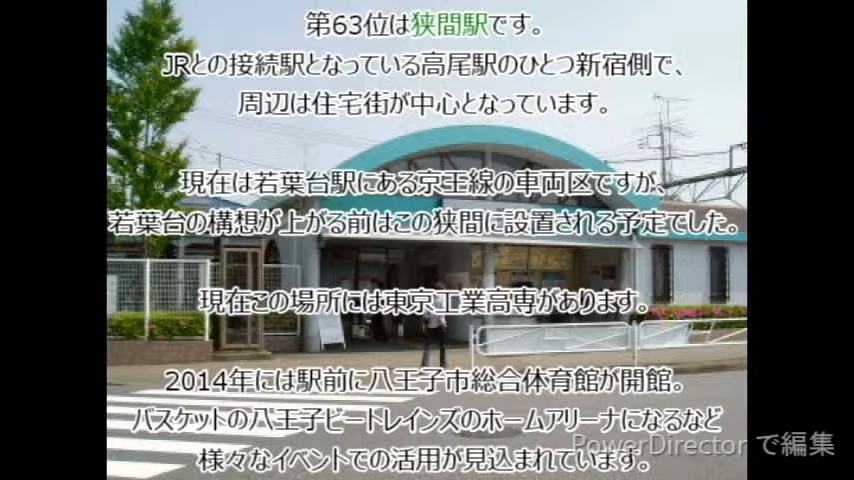 第63位は狭間駅です。
JRとの接続駅となっている高尾駅のひとつ新宿側で、
周辺は住宅街が中心となっています。
現在は若葉台駅にある京王線の車両区ですが、
若葉台の構想が上がる前はこの狭間に設置される予定でした。
現在この場所には東京工業高専があります。
2014年には駅前に八王子市総合体育館が開館。
バスケットの八王子ビートレインズのホームアリーナになるなど
様々なイベントでの活用が見込まれています。
PowerDirector で編集